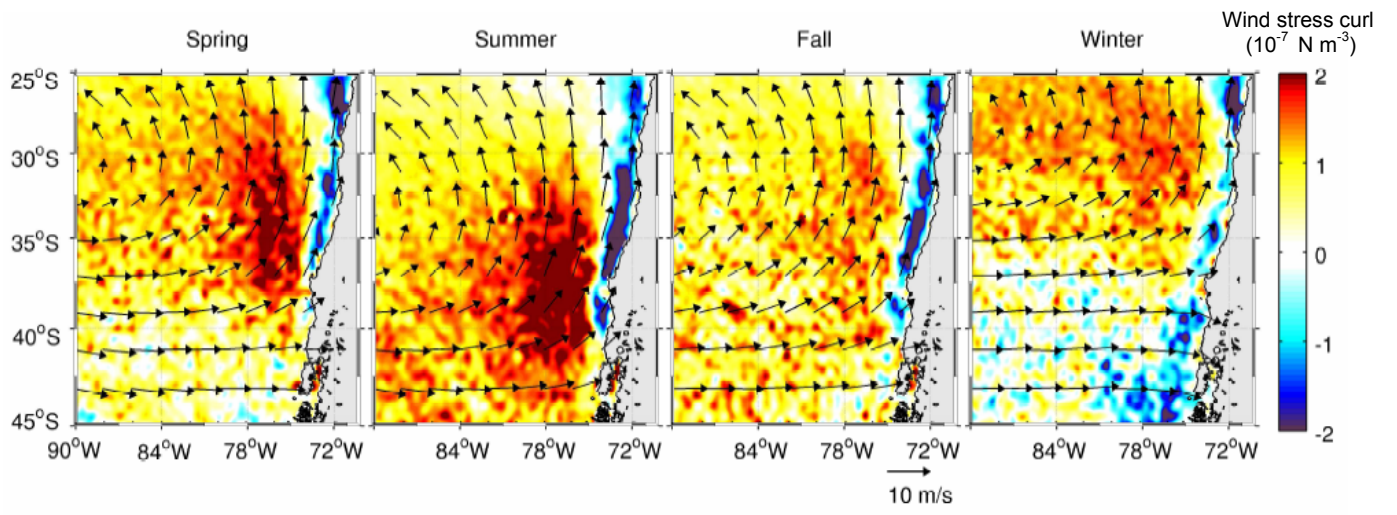 Spring Summer Fall Winter
Wind stress curl
(10⁻⁷ N m⁻³)
25°S
30°S
35°S
40°S
45°S
90°W 84°W 78°W 72°W 84°W 78°W 72°W 84°W 78°W 72°W 84°W 78°W 72°W
2
1
0
-1
-2
10 m/s